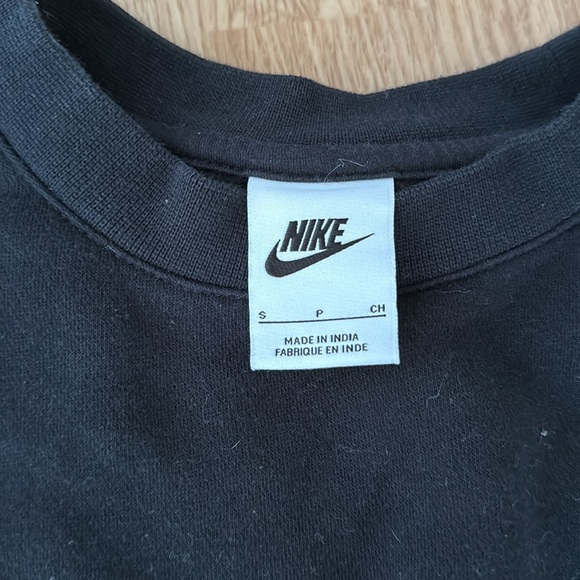 NIKE
S P CH
MADE IN INDIA
FABRIQUE EN INDE